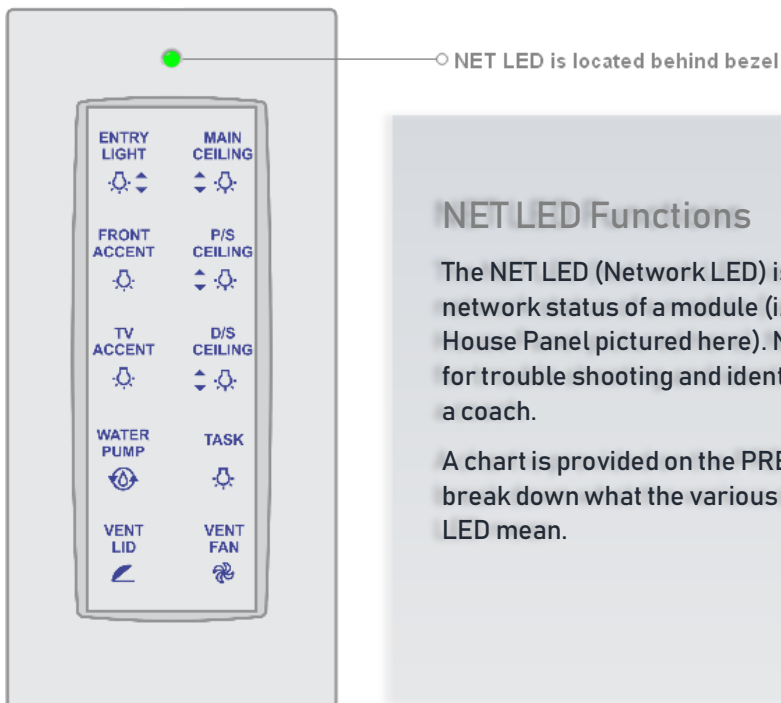 NET LED is located behind bezel
ENTRY LIGHT
MAIN CEILING
FRONT ACCENT
P/S CEILING
TV ACCENT
D/S CEILING
WATER PUMP
TASK
VENT LID
VENT FAN
NET LED Functions
The NET LED (Network LED) is
network status of a module (i.
House Panel pictured here). N
for trouble shooting and ident
a coach.
A chart is provided on the PRE
break down what the various
LED mean.